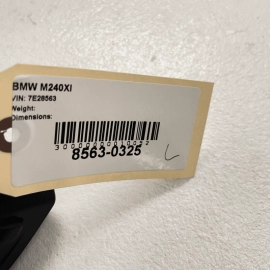 BMW M240XI
VIN: 7E28563
Weight:
Dimensions:
8563-0325